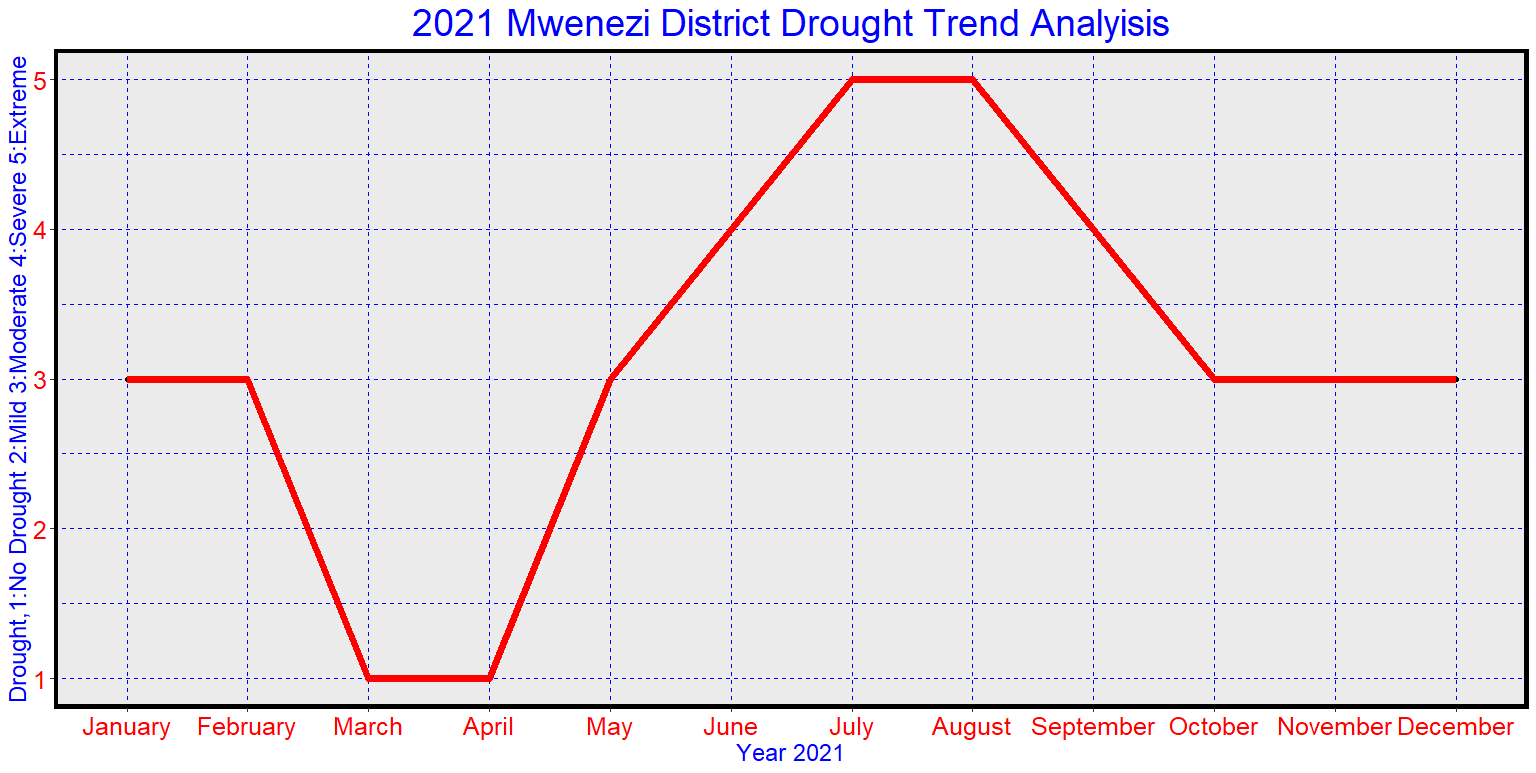 2021 Mwenezi District Drought Trend Analyisis
Drought,1:No Drought 2:Mild 3:Moderate 4:Severe 5:Extreme
5
4
3
2
1
January February March April May June July August September October November December
Year 2021